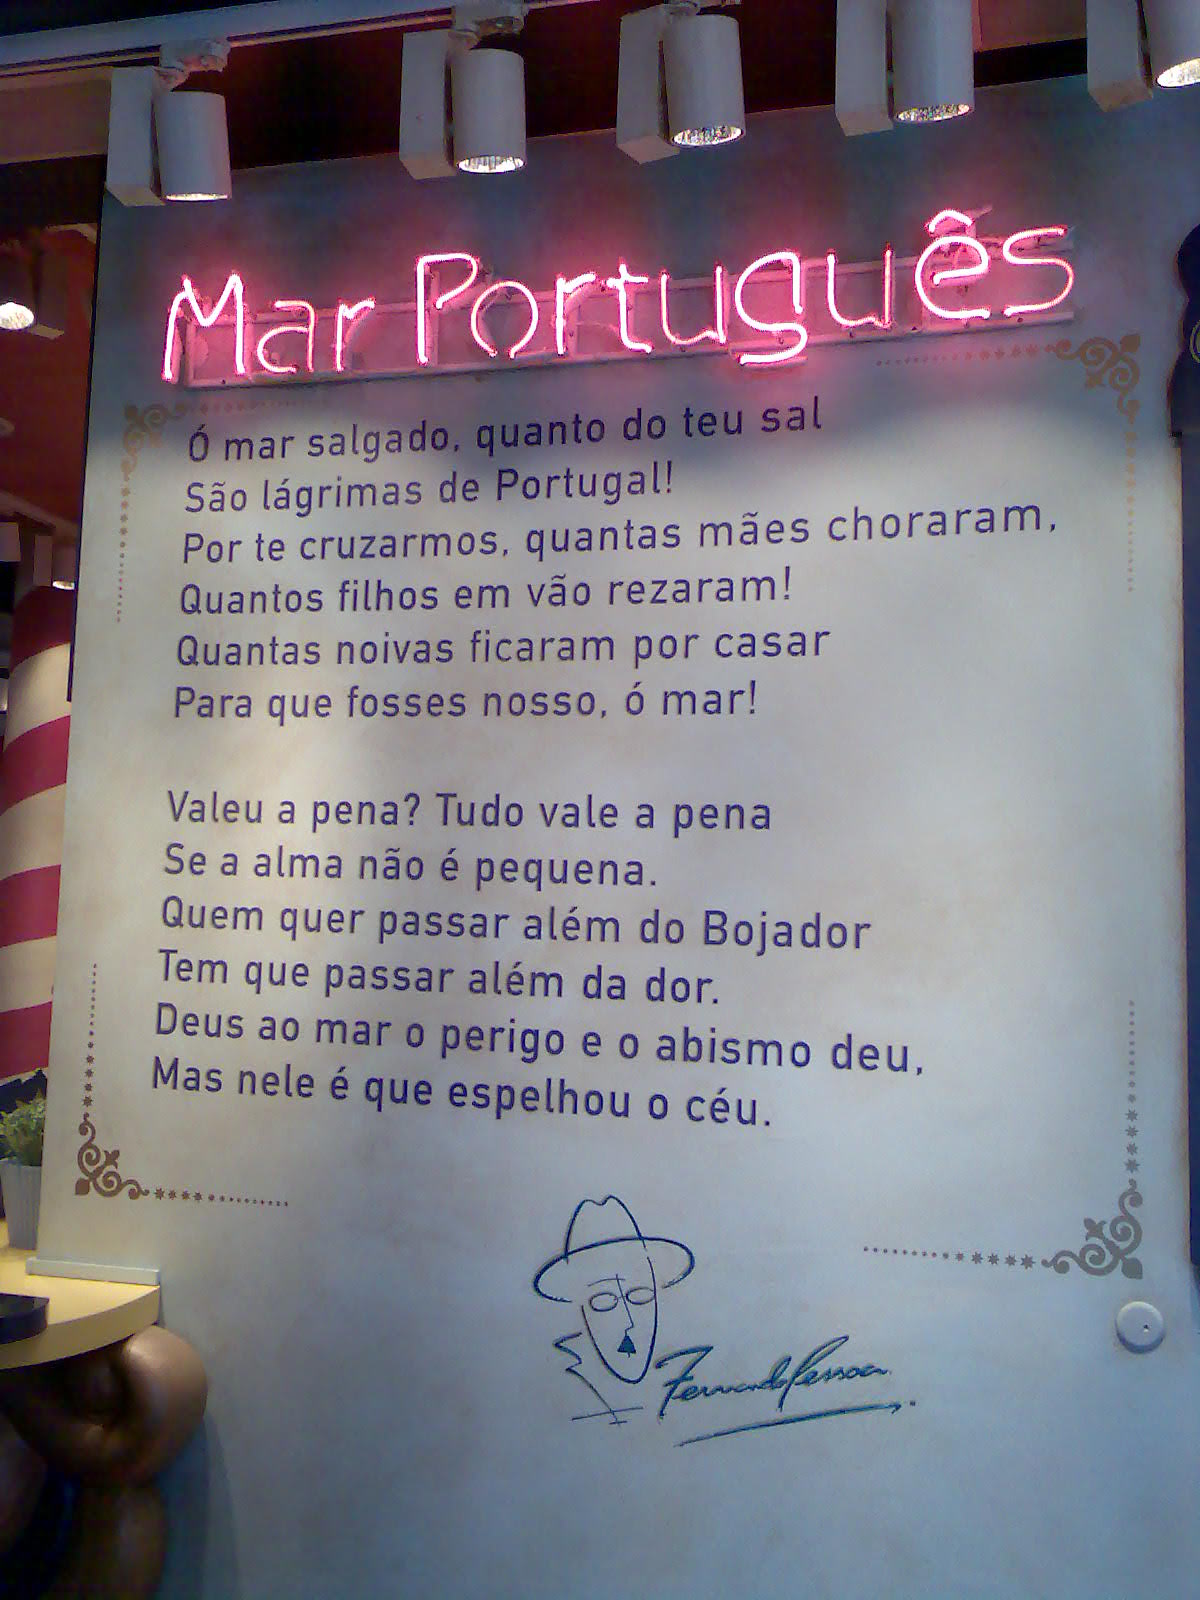 Mar Português
Ó mar salgado, quanto do teu sal
São lágrimas de Portugal!
Por te cruzarmos, quantas mães choraram,
Quantos filhos em vão rezaram!
Quantas noivas ficaram por casar
Para que fosses nosso, ó mar!
Valeu a pena? Tudo vale a pena
Se a alma não é pequena.
Quem quer passar além do Bojador
Tem que passar além da dor.
Deus ao mar o perigo e o abismo deu,
Mas nele é que espelhou o céu.
Fernando Pessoa